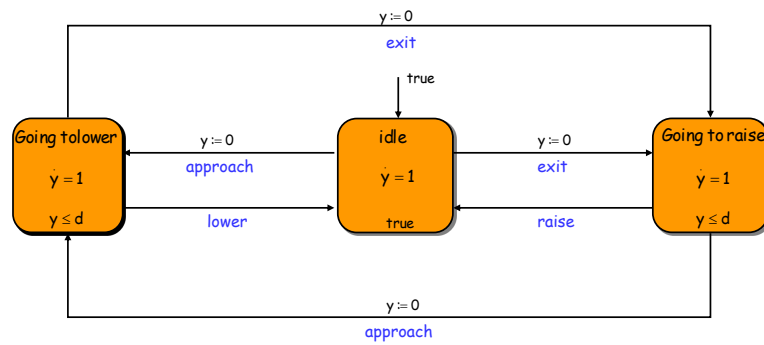 y := 0
exit
true
Going tolower
ẏ = 1
y ≤ d
y := 0
approach
lower
idle
ẏ = 1
true
y := 0
exit
raise
Going to raise
ẏ = 1
y ≤ d
y := 0
approach